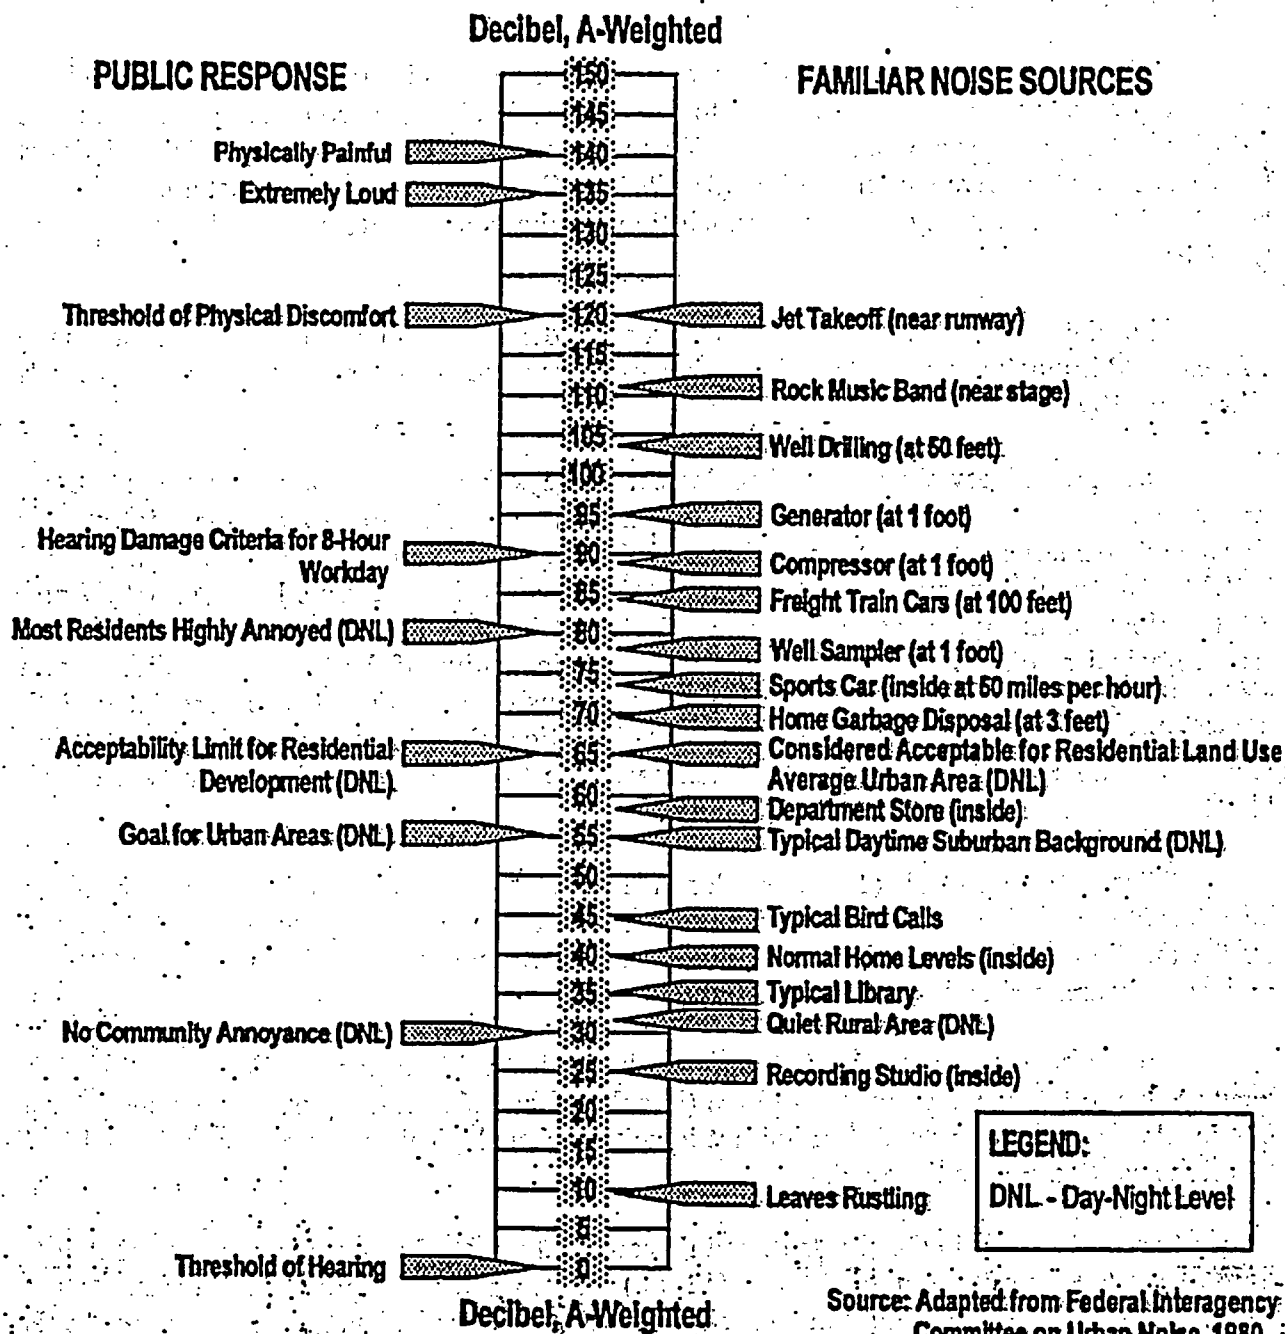 Decibel, A-Weighted
PUBLIC RESPONSE
FAMILIAR NOISE SOURCES
150
145
140
135
130
125
120
115
110
105
100
95
90
85
80
75
70
65
60
55
50
45
40
35
30
25
20
15
10
5
0
Physically Painful
Extremely Loud
Threshold of Physical Discomfort
Hearing Damage Criteria for 8-Hour
Workday
Most Residents Highly Annoyed (DNL)
Acceptability Limit for Residential
Development (DNL)
Goal for Urban Areas (DNL)
No Community Annoyance (DNL)
Threshold of Hearing
Jet Takeoff (near runway)
Rock Music Band (near stage)
Well Drilling (at 50 feet)
Generator (at 1 foot)
Compressor (at 1 foot)
Freight Train Cars (at 100 feet)
Well Sampler (at 1 foot)
Sports Car (inside at 60 miles per hour)
Home Garbage Disposal (at 3 feet)
Considered Acceptable for Residential Land Use
Average Urban Area (DNL)
Department Store (inside)
Typical Daytime Suburban Background (DNL)
Typical Bird Calls
Normal Home Levels (inside)
Typical Library
Quiet Rural Area (DNL)
Recording Studio (inside)
Leaves Rustling
LEGEND:
DNL - Day-Night Level
Decibel, A-Weighted
Source: Adapted from Federal Interagency
Committee on Urban Noise, 1980